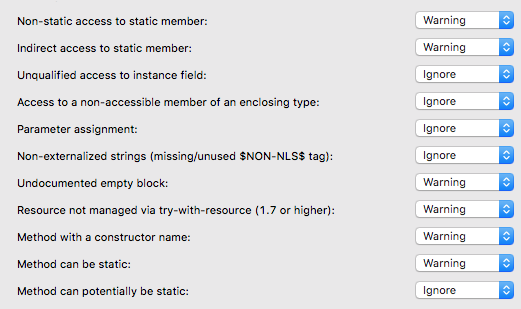 Non-static access to static member: Warning
Indirect access to static member: Warning
Unqualified access to instance field: Ignore
Access to a non-accessible member of an enclosing type: Ignore
Parameter assignment: Ignore
Non-externalized strings (missing/unused $NON-NLS$ tag): Ignore
Undocumented empty block: Warning
Resource not managed via try-with-resource (1.7 or higher): Warning
Method with a constructor name: Warning
Method can be static: Warning
Method can potentially be static: Ignore